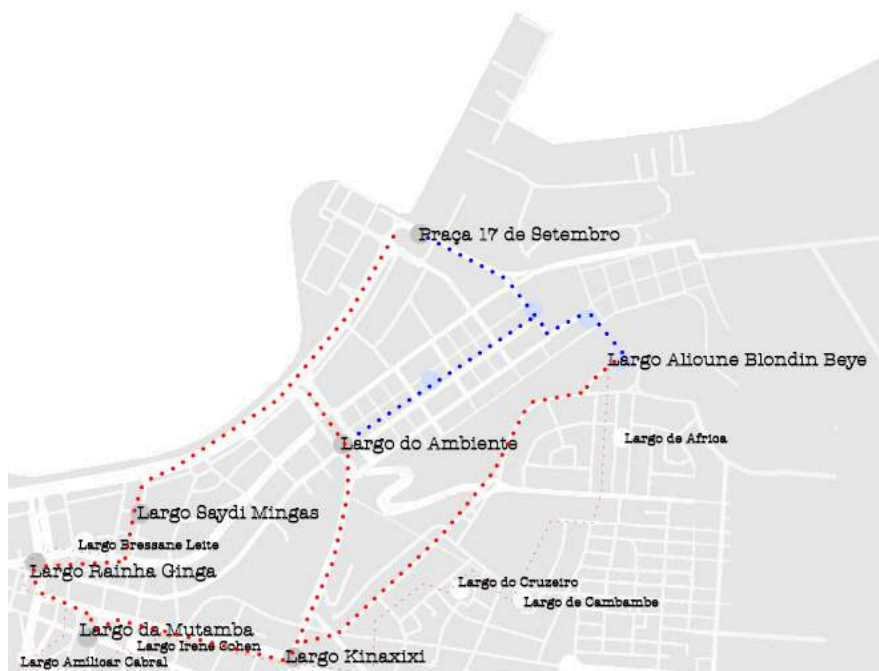 Praça 17 de Setembro
Largo Alioune Blondin Beye
Largo de Africa
Largo do Ambiente
Largo Saydi Mingas
Largo Bressane Leite
Largo Rainha Ginga
Largo do Cruzeiro
Largo de Cambambe
Largo da Mutamba
Largo Irene Cohen
Largo Kinaxixi
Largo Amilioar Cabral